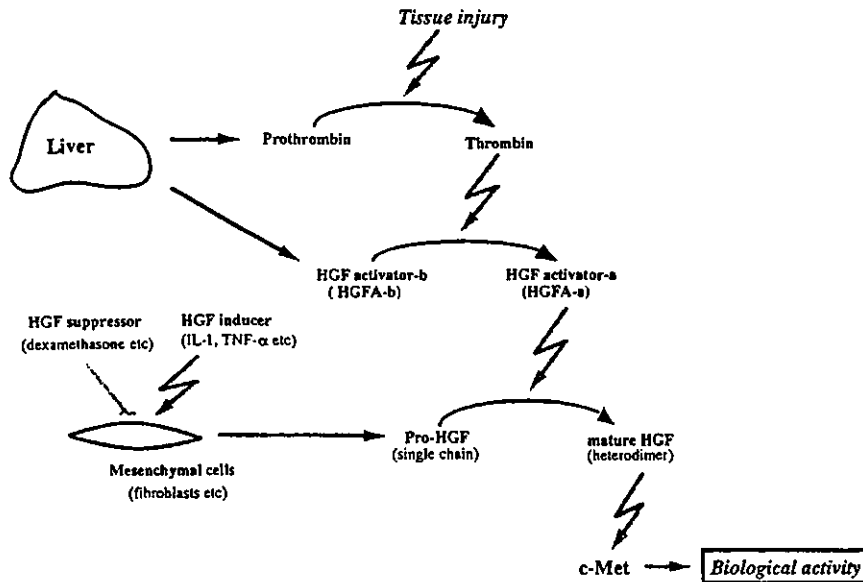 Tissue injury
Liver
Prothrombin
Thrombin
HGF activator-b
( HGFA-b)
HGF activator-a
(HGFA-a)
HGF suppressor
(dexamethasone etc)
HGF inducer
(IL-1, TNF-α etc)
Pro-HGF
(single chain)
mature HGF
(heterodimer)
Mesenchymal cells
(fibroblasts etc)
c-Met
Biological activity